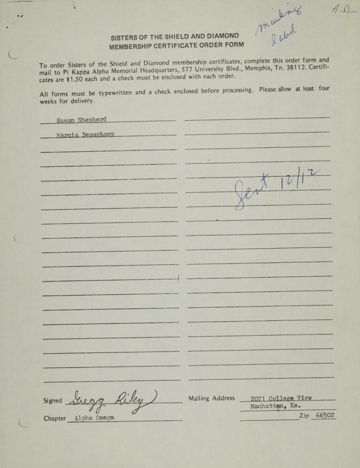 mailing label
A-Ω
SISTERS OF THE SHIELD AND DIAMOND
MEMBERSHIP CERTIFICATE ORDER FORM
To order Sisters of the Shield and Diamond membership certificates, complete this order form and
mail to Pi Kappa Alpha Memorial Headquarters, 577 University Blvd., Memphis, Tn. 38112. Certifi-
cates are $1.50 each and a check must be enclosed with each order.
All forms must be typewritten and a check enclosed before processing. Please allow at least four
weeks for delivery.
Susan Shepherd
Marcia
Sent 12/12
Signed Gregg Riley
Chapter Alpha Omega
Mailing Address 2021 College View
Manhattan, Ks.
Zip 66502